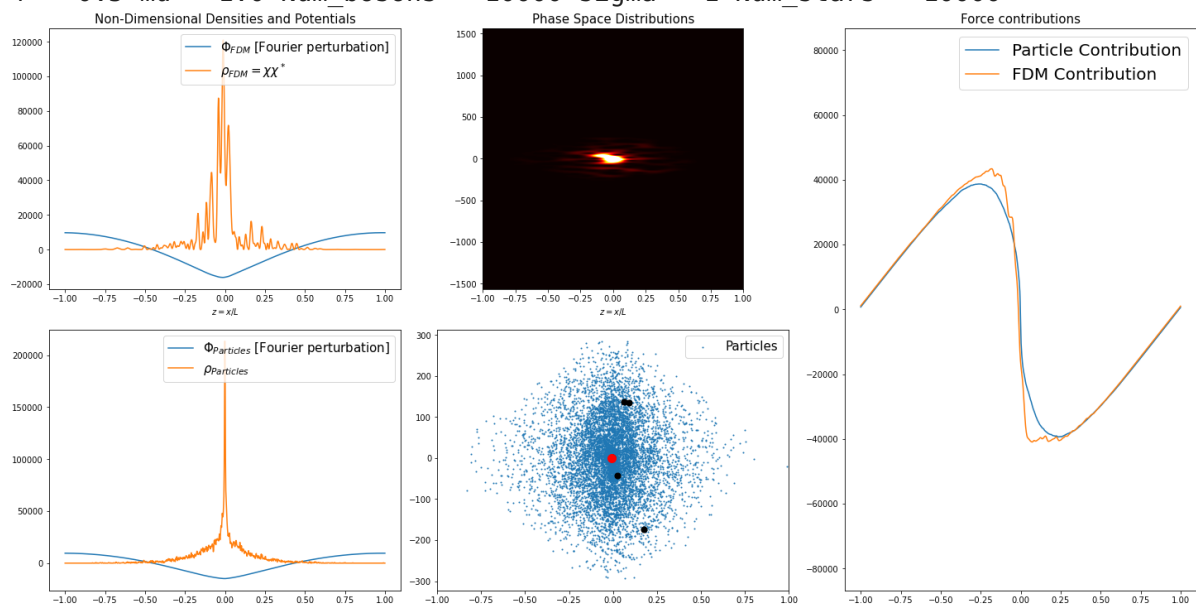 Num_bosons = Sigma = Num_Stars =
Non-Dimensional Densities and Potentials
Φ_FDM [Fourier perturbation]
ρ_FDM = χχ*
120000
100000
80000
60000
40000
20000
0
−20000
−1.00 −0.75 −0.50 −0.25 0.00 0.25 0.50 0.75 1.00
z = x/L
Phase Space Distributions
1500
1000
500
0
−500
−1000
−1500
−1.00 −0.75 −0.50 −0.25 0.00 0.25 0.50 0.75 1.00
z = x/L
Force contributions
Particle Contribution
FDM Contribution
80000
60000
40000
20000
0
−20000
−40000
−60000
−80000
−1.00 −0.75 −0.50 −0.25 0.00 0.25 0.50 0.75 1.00
Φ_Particles [Fourier perturbation]
ρ_Particles
200000
150000
100000
50000
0
−1.00 −0.75 −0.50 −0.25 0.00 0.25 0.50 0.75 1.00
Particles
300
200
100
0
−100
−200
−300
−1.00 −0.75 −0.50 −0.25 0.00 0.25 0.50 0.75 1.00